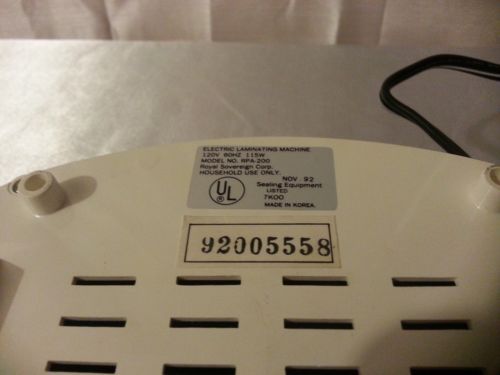 ELECTRIC LAMINATING MACHINE
120V 60HZ 115W
MODEL NO. RPA-200
Royal Sovereign Corp.
HOUSEHOLD USE ONLY.
NOV. 92
UL
®
Sealing Equipment
LISTED
7K00
MADE IN KOREA.
92005558